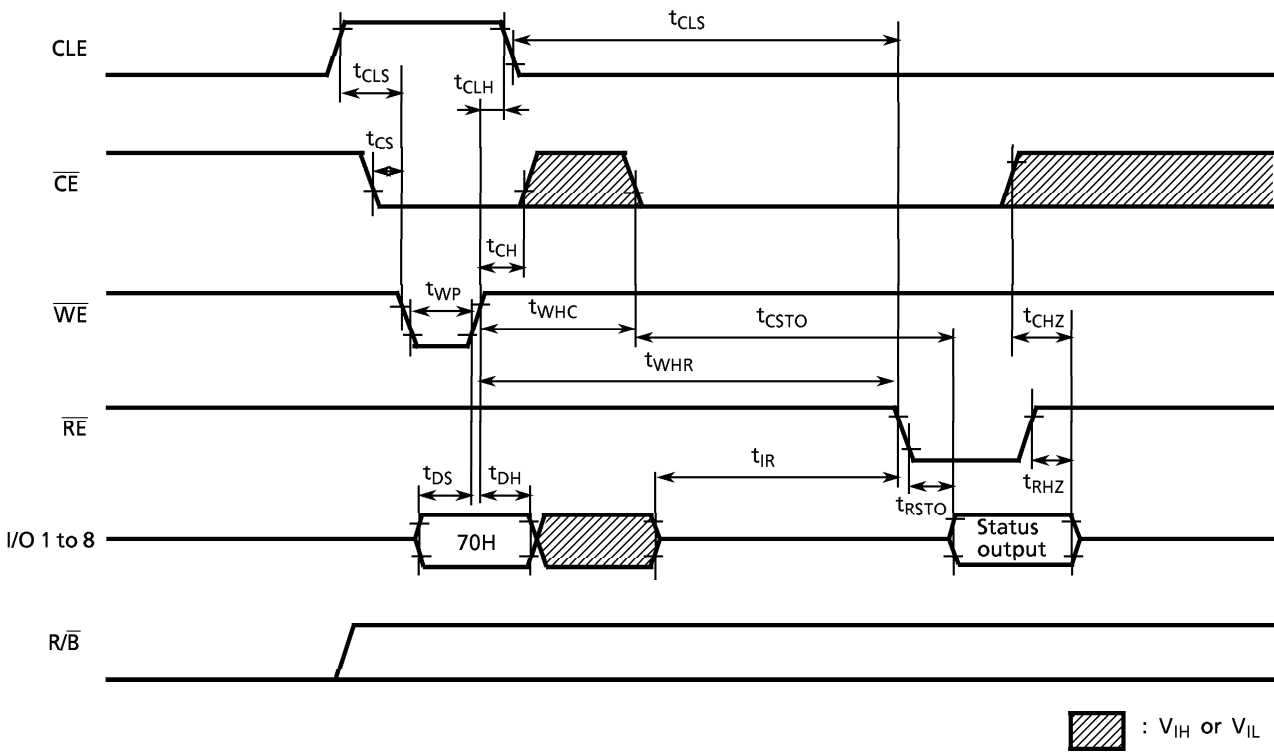 CLE
tCLS
tCLS
tCLH
tCS
CE
tCH
WE
tWP
tWHC
tCSTO
tCHZ
tWHR
RE
tDS
tDH
tIR
tRSTO
tRHZ
I/O 1 to 8
70H
Status
output
R/B
: VIH or VIL